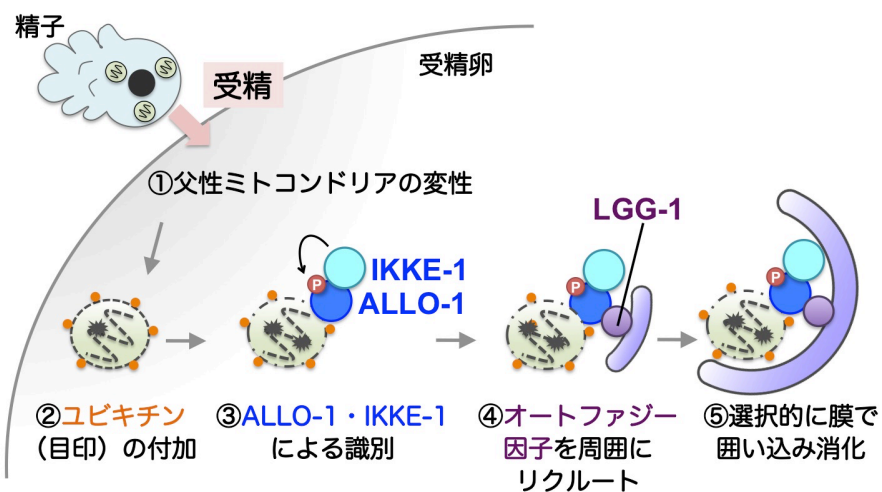 精子
受精
受精卵
①父性ミトコンドリアの変性
LGG-1
P
IKKE-1
ALLO-1
P
P
②ユビキチン
（目印）の付加
③ALLO-1・IKKE-1
による識別
④オートファジー
因子を周囲に
リクルート
⑤選択的に膜で
囲い込み消化